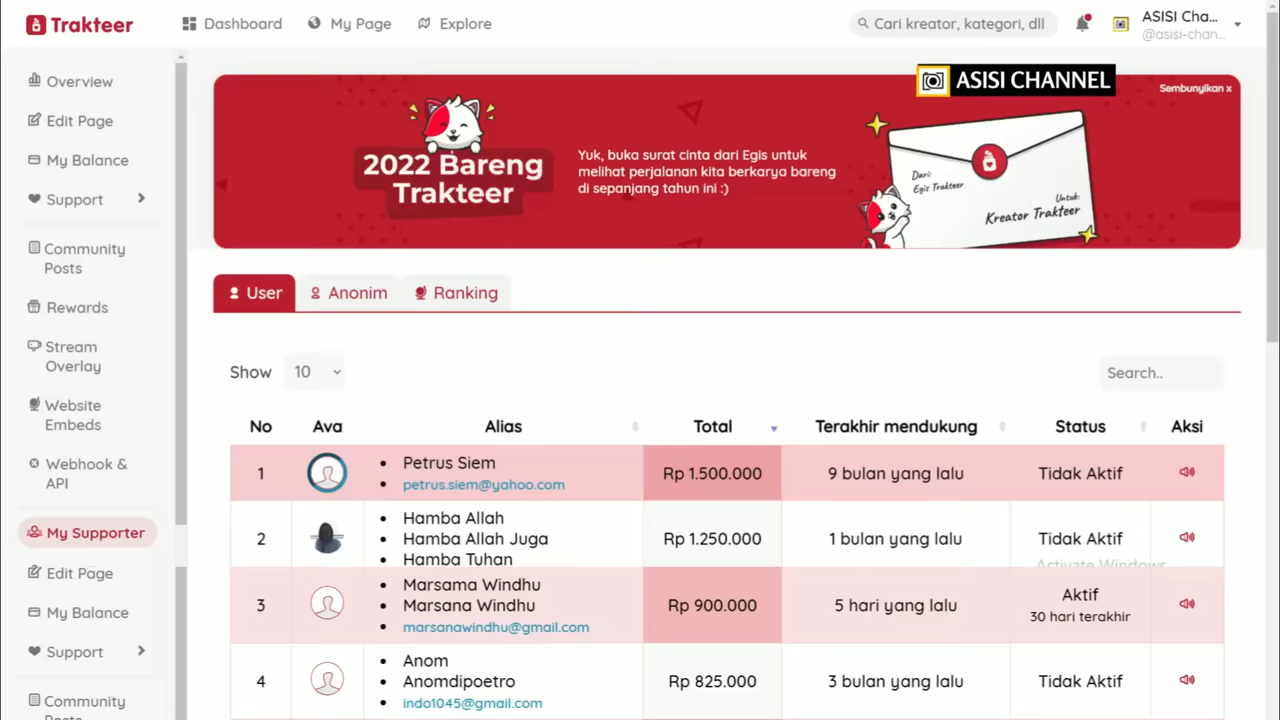 Trakteer
Dashboard
My Page
Explore
Cari kreator, kategori, dll
ASISI Cha...
@asisi-chan...
Overview
Edit Page
My Balance
Support
Community
Posts
Rewards
Stream
Overlay
Website
Embeds
Webhook &
API
My Supporter
Edit Page
My Balance
Support
Community
ASISI CHANNEL
Sembunyikan x
2022 Bareng
Trakteer
Yuk, buka surat cinta dari Egis untuk
melihat perjalanan kita berkarya bareng
di sepanjang tahun ini :)
Dari:
Egis Trakteer
Untuk:
Kreator Trakteer
User
Anonim
Ranking
Show
10
Search..
No Ava Alias Total Terakhir mendukung Status Aksi
1 Petrus Siem Rp 1.500.000 9 bulan yang lalu Tidak Aktif
petrus.siem@yahoo.com
Hamba Allah
2 Hamba Allah Juga Rp 1.250.000 1 bulan yang lalu Tidak Aktif
Hamba Tuhan
Activate Windows
Marsama Windhu Aktif
3 Marsana Windhu Rp 900.000 5 hari yang lalu
30 hari terakhir
marsanawindhu@gmail.com
Anom
4 Anomdipoetro Rp 825.000 3 bulan yang lalu Tidak Aktif
indo1045@gmail.com